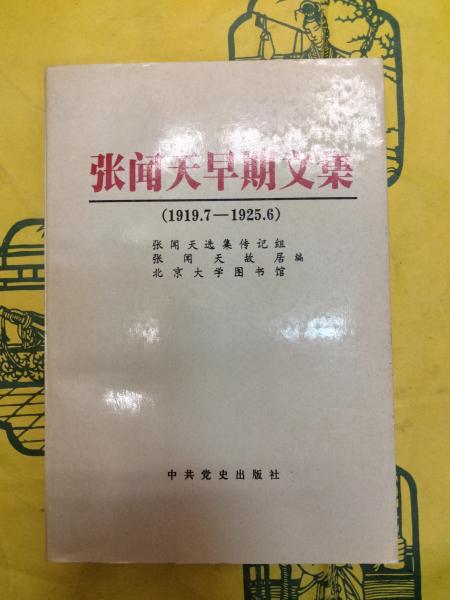 张闻天早期文集
(1919.7—1925.6)
张闻天选集传记组
张闻天故居 编
北京大学图书馆
中共党史出版社